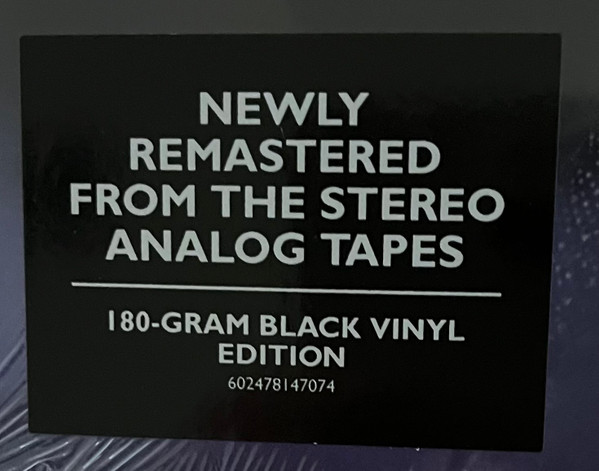 NEWLY
REMASTERED
FROM THE STEREO
ANALOG TAPES
180-GRAM BLACK VINYL
EDITION
602478147074